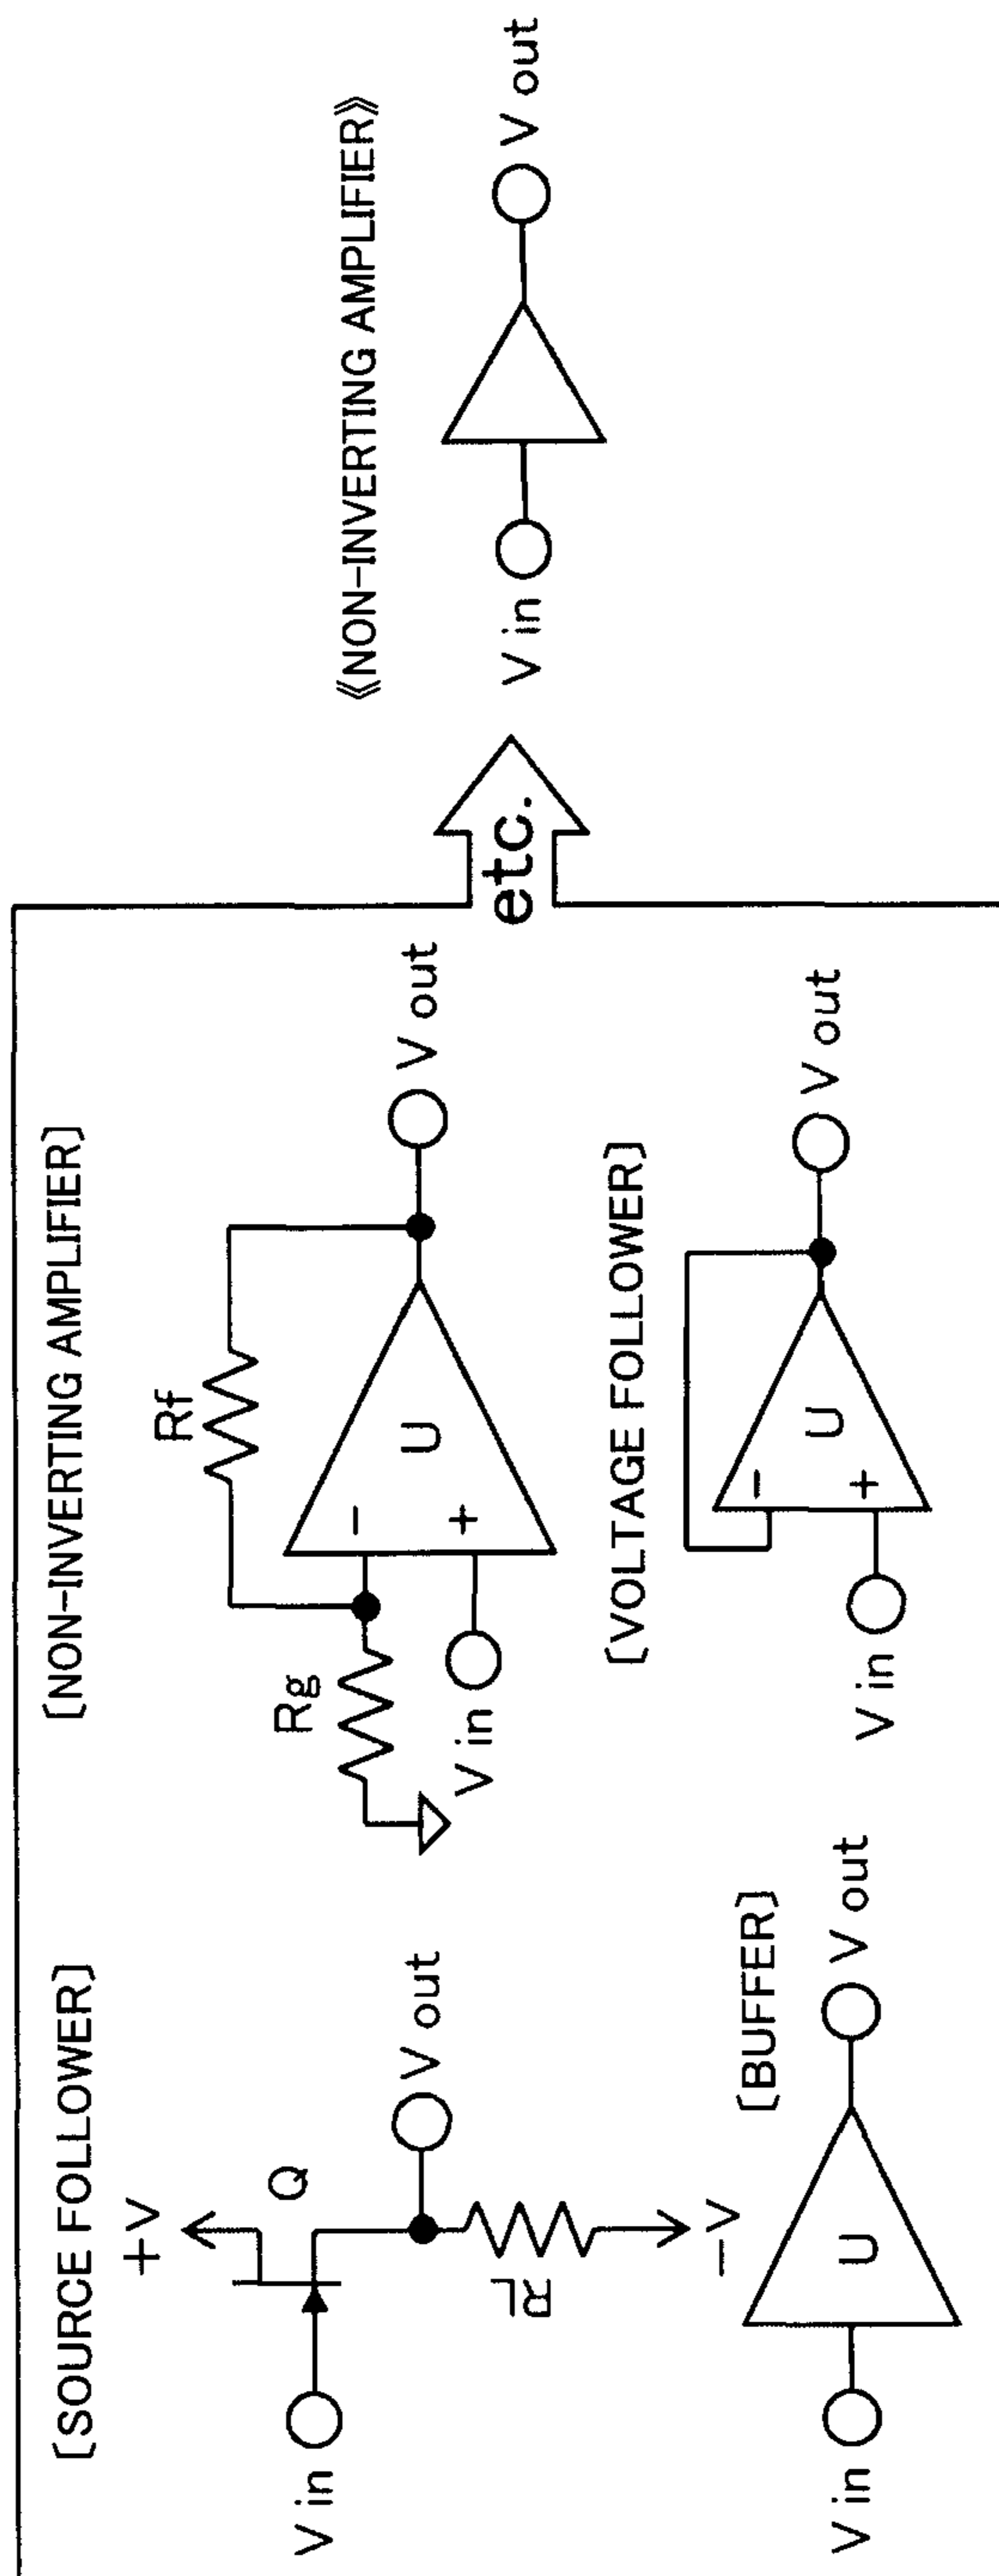 [SOURCE FOLLOWER]
+V
Q
V in
V out
RL
−V
[NON-INVERTING AMPLIFIER]
Rf
Rg
−
+
U
V in
V out
[BUFFER]
V in
U
V out
[VOLTAGE FOLLOWER]
−
+
U
V in
V out
etc.
《NON-INVERTING AMPLIFIER》
V in
V out